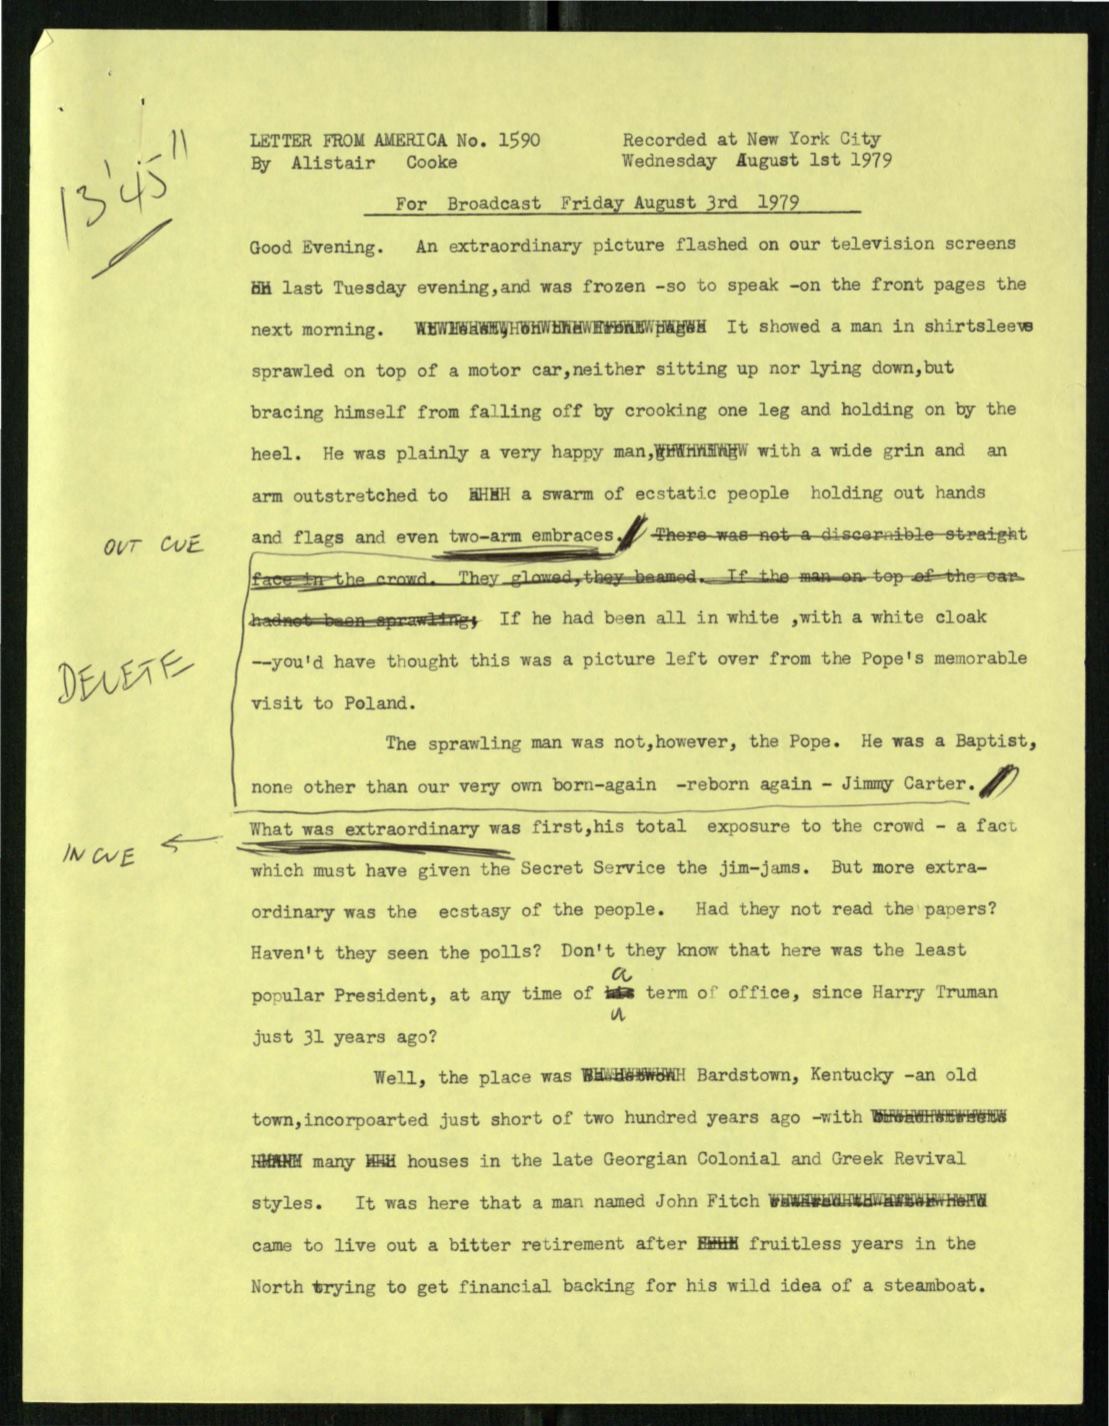 13'45"
LETTER FROM AMERICA No. 1590 Recorded at New York City
By Alistair Cooke Wednesday August 1st 1979
For Broadcast Friday August 3rd 1979
Good Evening. An extraordinary picture flashed on our television screens
last Tuesday evening,and was frozen -so to speak -on the front pages the
next morning. It showed a man in shirtsleevs
sprawled on top of a motor car,neither sitting up nor lying down,but
bracing himself from falling off by crooking one leg and holding on by the
heel. He was plainly a very happy man, with a wide grin and an
arm outstretched to a swarm of ecstatic people holding out hands
OUT CUE and flags and even two-arm embraces. There was not a discernible straight
face in the crowd. They glowed,they beamed. If the man on top of the car
hadnot been sprawling; If he had been all in white ,with a white cloak
DELETE --you'd have thought this was a picture left over from the Pope's memorable
visit to Poland.
The sprawling man was not,however, the Pope. He was a Baptist,
none other than our very own born-again -reborn again - Jimmy Carter.
IN CUE What was extraordinary was first,his total exposure to the crowd - a fact
which must have given the Secret Service the jim-jams. But more extra-
ordinary was the ecstasy of the people. Had they not read the papers?
Haven't they seen the polls? Don't they know that here was the least
popular President, at any time of a term of office, since Harry Truman
just 31 years ago?
Well, the place was Bardstown, Kentucky -an old
town,incorpoarted just short of two hundred years ago -with
many houses in the late Georgian Colonial and Greek Revival
styles. It was here that a man named John Fitch
came to live out a bitter retirement after fruitless years in the
North trying to get financial backing for his wild idea of a steamboat.